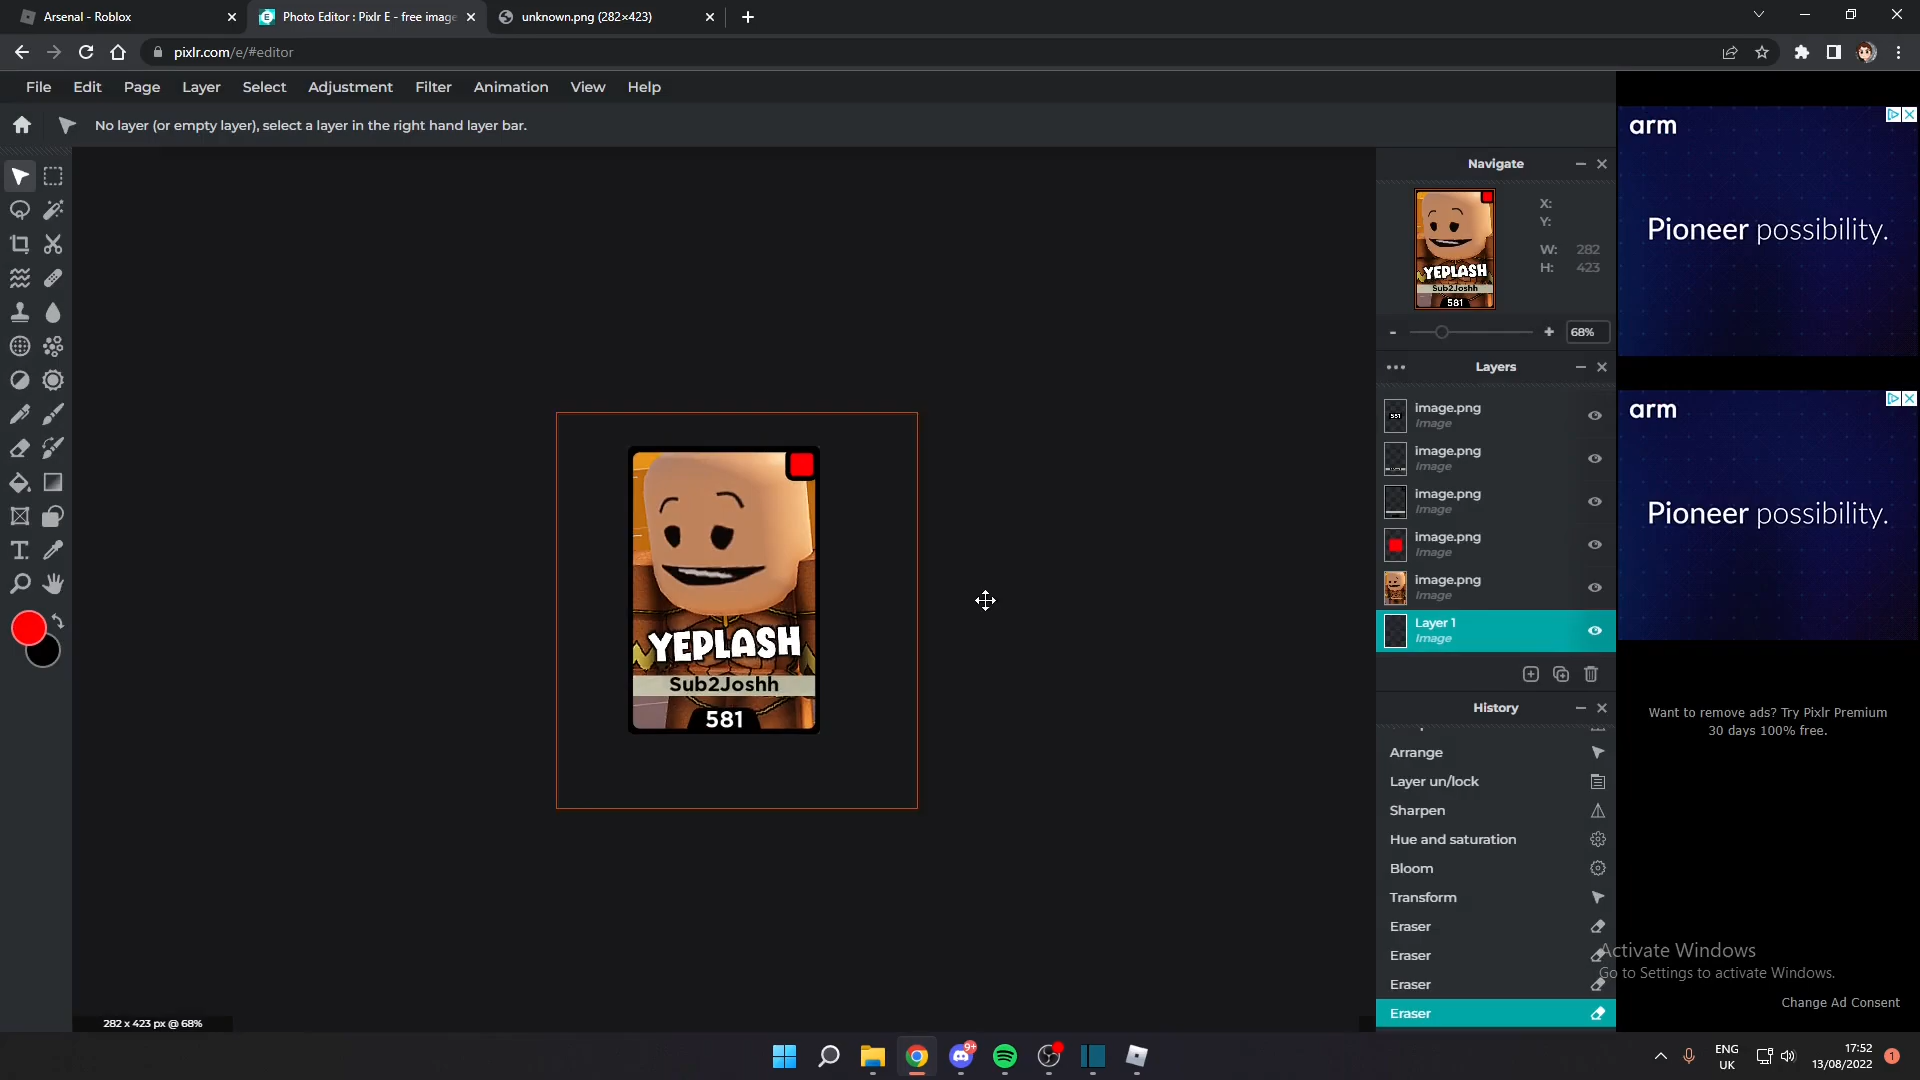 Arsenal - Roblox
Photo Editor : Pixlr E - free image
unknown.png (282×423)
pixlr.com/e/#editor
File Edit Page Layer Select Adjustment Filter Animation View Help
No layer (or empty layer), select a layer in the right hand layer bar.
Navigate
X:
Y:
W: 282
H: 423
YEPLASH
Sub2Joshh
581
- + 68%
Layers
581
image.png
Image
image.png
Image
image.png
Image
image.png
Image
image.png
Image
Layer 1
Image
YEPLASH
Sub2Joshh
581
History
Arrange
Layer un/lock
Sharpen
Hue and saturation
Bloom
Transform
Eraser
Eraser
Eraser
Eraser
arm
Pioneer possibility.
arm
Pioneer possibility.
Want to remove ads? Try Pixlr Premium
30 days 100% free.
Activate Windows
Go to Settings to activate Windows.
Change Ad Consent
282 x 423 px @ 68%
9+
ENG
UK
17:52
13/08/2022
1